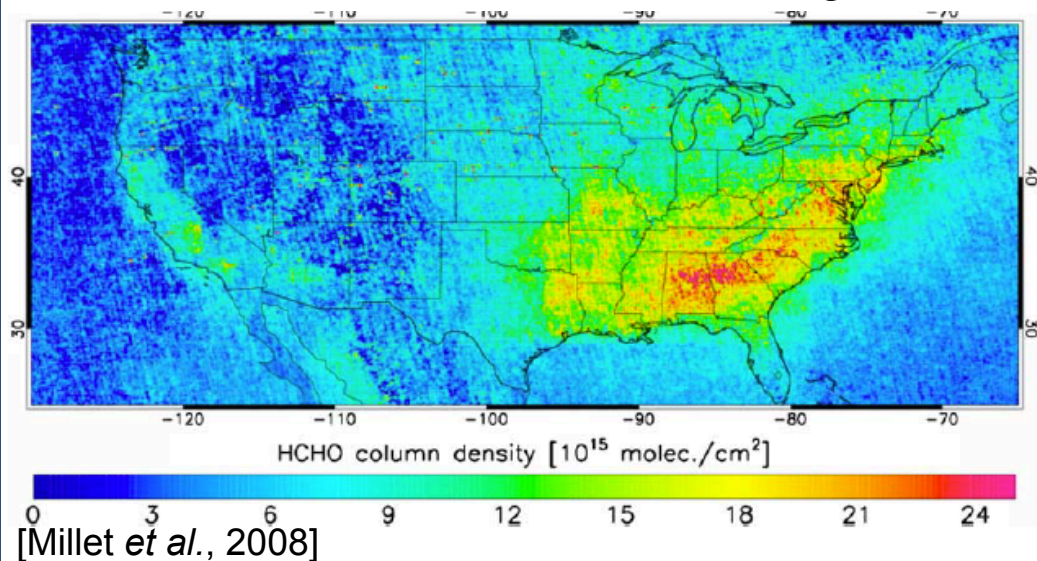 -120 -110 -100 -90 -80 -70
40 40
30 30
-120 -110 -100 -90 -80 -70
HCHO column density [10¹⁵ molec./cm²]
0 3 6 9 12 15 18 21 24
[Millet et al., 2008]